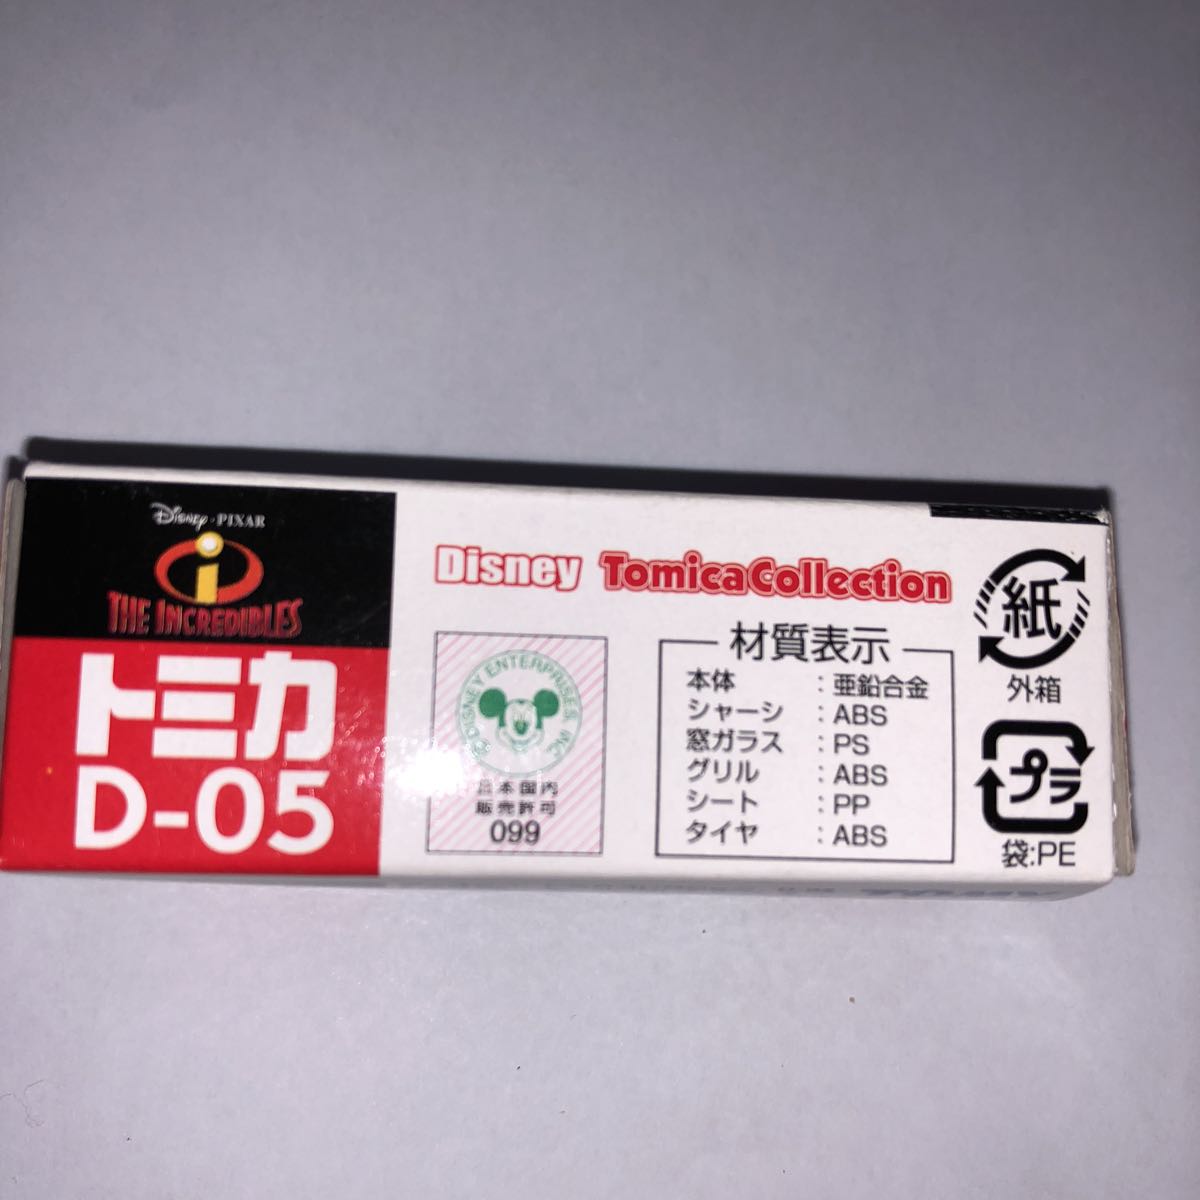 Disney·PIXAR
i
THE INCREDIBLES
トミカ
D-05
Disney TomicaCollection
©DISNEY ENTERPRISES, INC.
日本国内
販売許可
099
材質表示
本体 : 亜鉛合金
シャーシ : ABS
窓ガラス : PS
グリル : ABS
シート : PP
タイヤ : ABS
紙
外箱
プラ
袋:PE